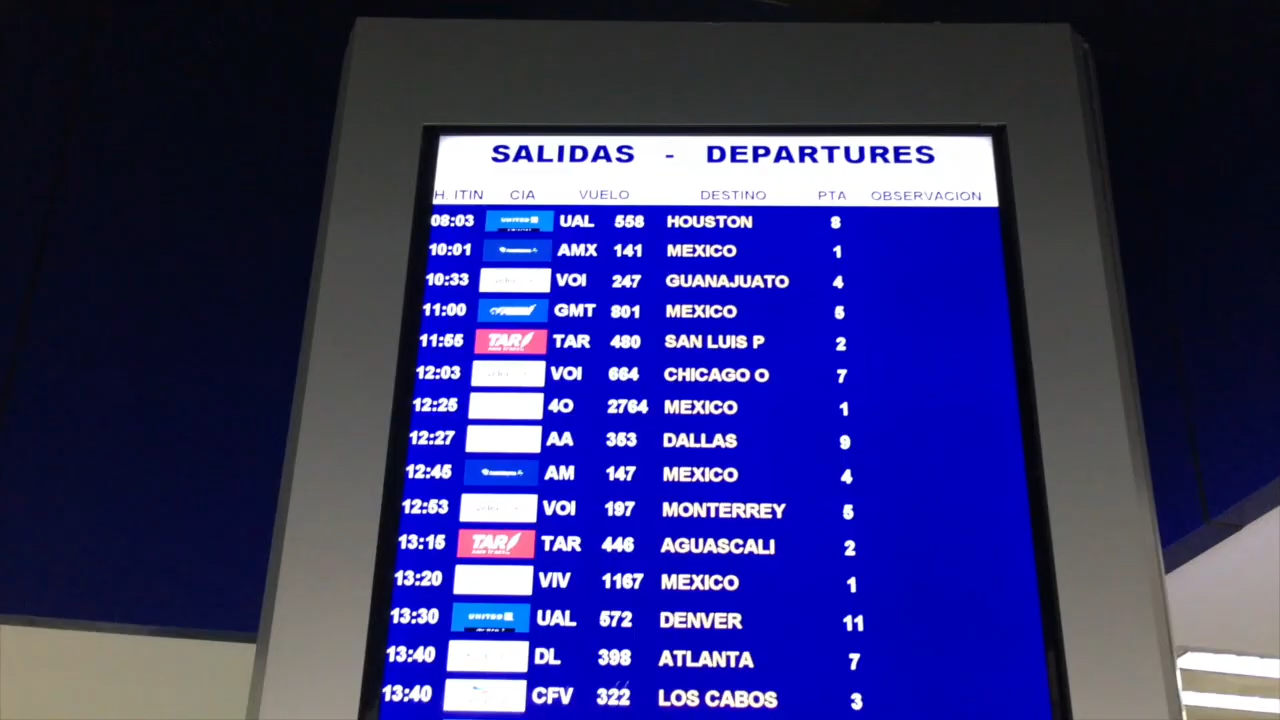 SALIDAS - DEPARTURES
H. ITIN CIA VUELO DESTINO PTA OBSERVACION
08:03 UNITED UAL 558 HOUSTON 8
10:01 AMX 141 MEXICO 1
10:33 VOI 247 GUANAJUATO 4
11:00 GMT 801 MEXICO 5
11:55 TAR TAR 480 SAN LUIS P 2
12:03 VOI 664 CHICAGO O 7
12:25 4O 2764 MEXICO 1
12:27 AA 353 DALLAS 9
12:45 AM 147 MEXICO 4
12:53 VOI 197 MONTERREY 5
13:15 TAR TAR 446 AGUASCALI 2
13:20 VIV 1167 MEXICO 1
13:30 UNITED UAL 572 DENVER 11
13:40 DL 398 ATLANTA 7
13:40 CFV 322 LOS CABOS 3